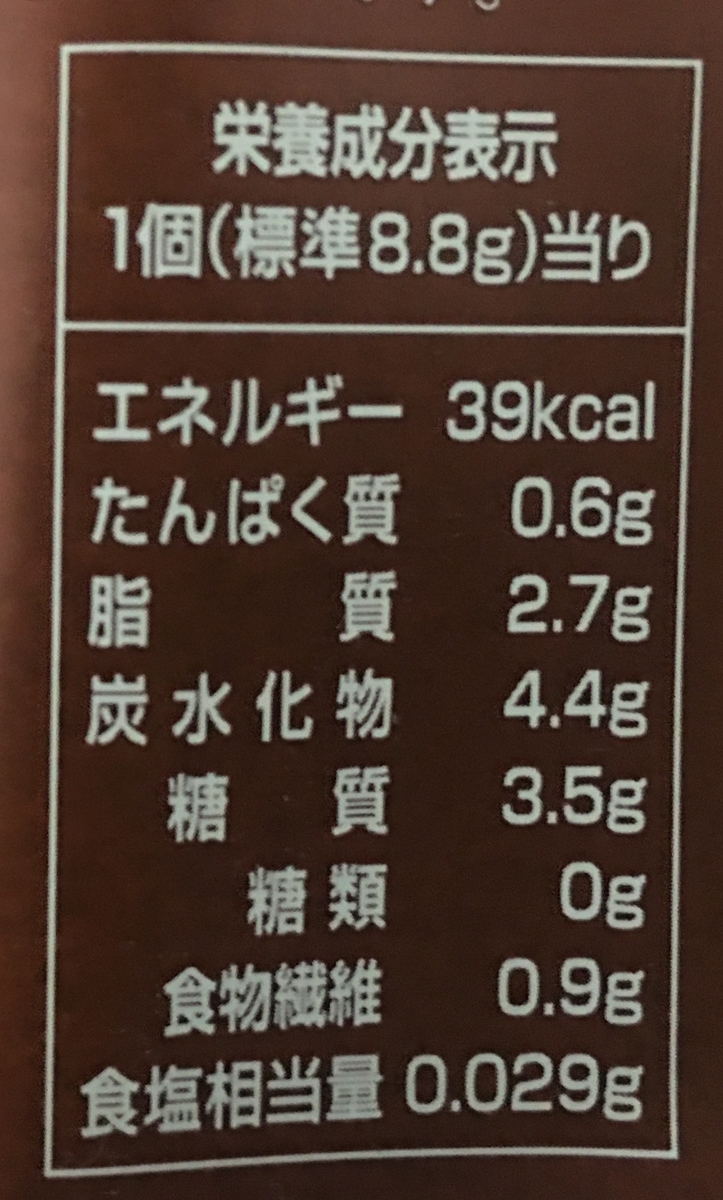 栄養成分表示
1個(標準8.8g)当り
エネルギー 39kcal
たんぱく質 0.6g
脂質 2.7g
炭水化物 4.4g
糖質 3.5g
糖類 0g
食物繊維 0.9g
食塩相当量 0.029g